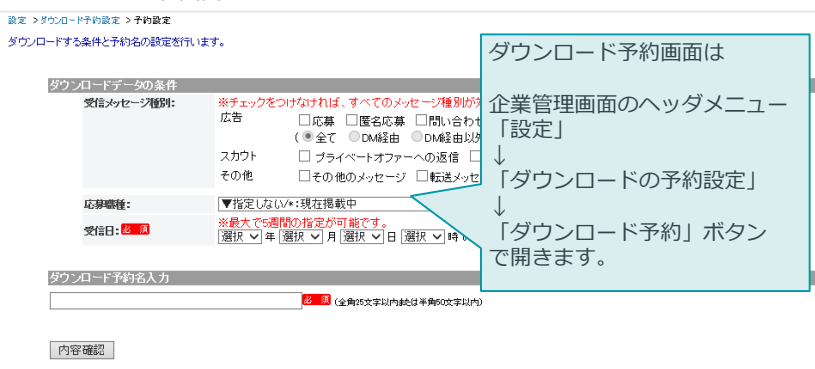 設定 ＞ダウンロード予約設定 ＞予約設定
ダウンロードする条件と予約名の設定を行います。
ダウンロードデータの条件
受信メッセージ種別:
※チェックをつけなければ、すべてのメッセージ種別が
広告 □応募 □匿名応募 □問い合わせ
(◉全て ○DM経由 ○DM経由以外
スカウト □プライベートオファーへの返信 □
その他 □その他のメッセージ □転送メッセ
応募職種: ▼指定しない/*:現在掲載中
※最大で5週間の指定が可能です。
受信日: 必須 選択 年 選択 月 選択 日 選択 時
ダウンロード予約名入力
必須 (全角25文字以内または半角50文字以内)
内容確認
ダウンロード予約画面は
企業管理画面のヘッダメニュー
「設定」
↓
「ダウンロードの予約設定」
↓
「ダウンロード予約」ボタン
で開きます。